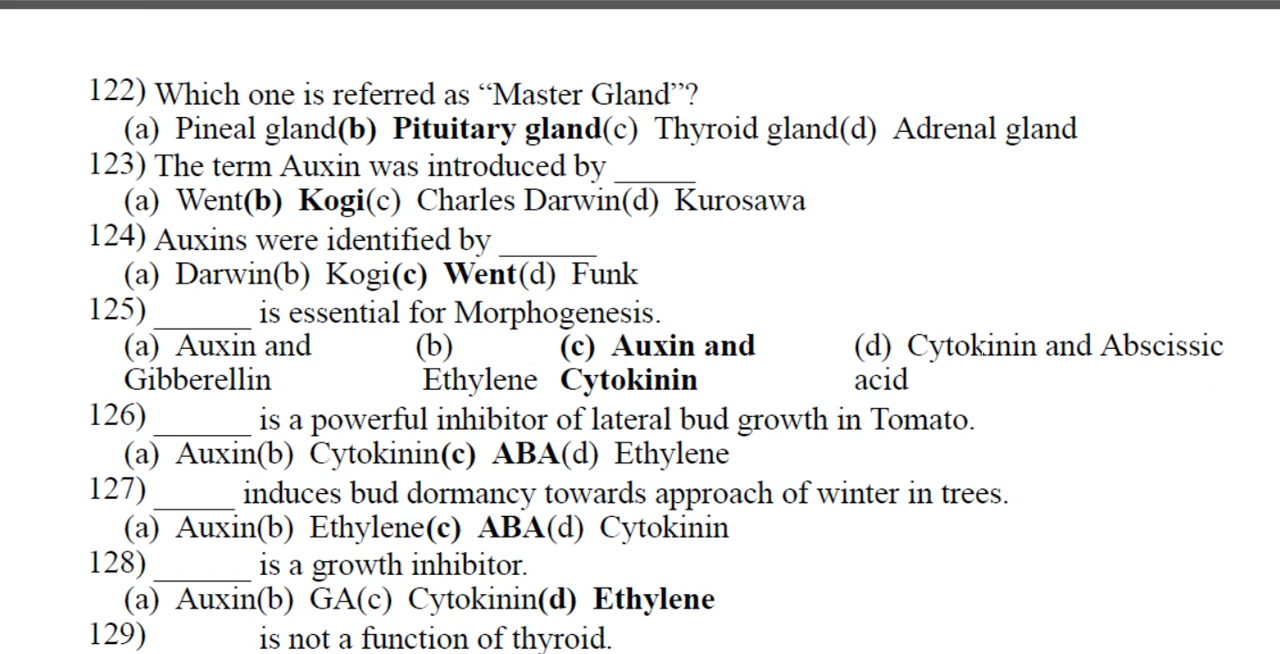 122) Which one is referred as “Master Gland”?
(a) Pineal gland(b) Pituitary gland(c) Thyroid gland(d) Adrenal gland
123) The term Auxin was introduced by _____
(a) Went(b) Kogi(c) Charles Darwin(d) Kurosawa
124) Auxins were identified by ______
(a) Darwin(b) Kogi(c) Went(d) Funk
125) ______ is essential for Morphogenesis.
(a) Auxin and (b) (c) Auxin and (d) Cytokinin and Abscissic
Gibberellin Ethylene Cytokinin acid
126) ______ is a powerful inhibitor of lateral bud growth in Tomato.
(a) Auxin(b) Cytokinin(c) ABA(d) Ethylene
127) _____ induces bud dormancy towards approach of winter in trees.
(a) Auxin(b) Ethylene(c) ABA(d) Cytokinin
128) ______ is a growth inhibitor.
(a) Auxin(b) GA(c) Cytokinin(d) Ethylene
129) is not a function of thyroid.